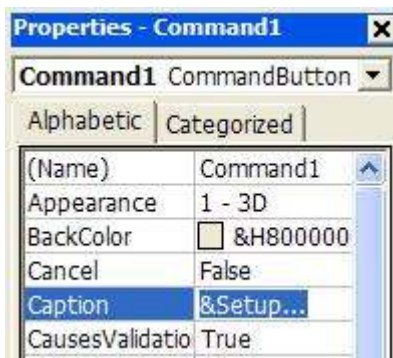 Properties - Command1
Command1 CommandButton
Alphabetic Categorized
(Name) Command1
Appearance 1 - 3D
BackColor &H800000
Cancel False
Caption &Setup...
CausesValidatio True